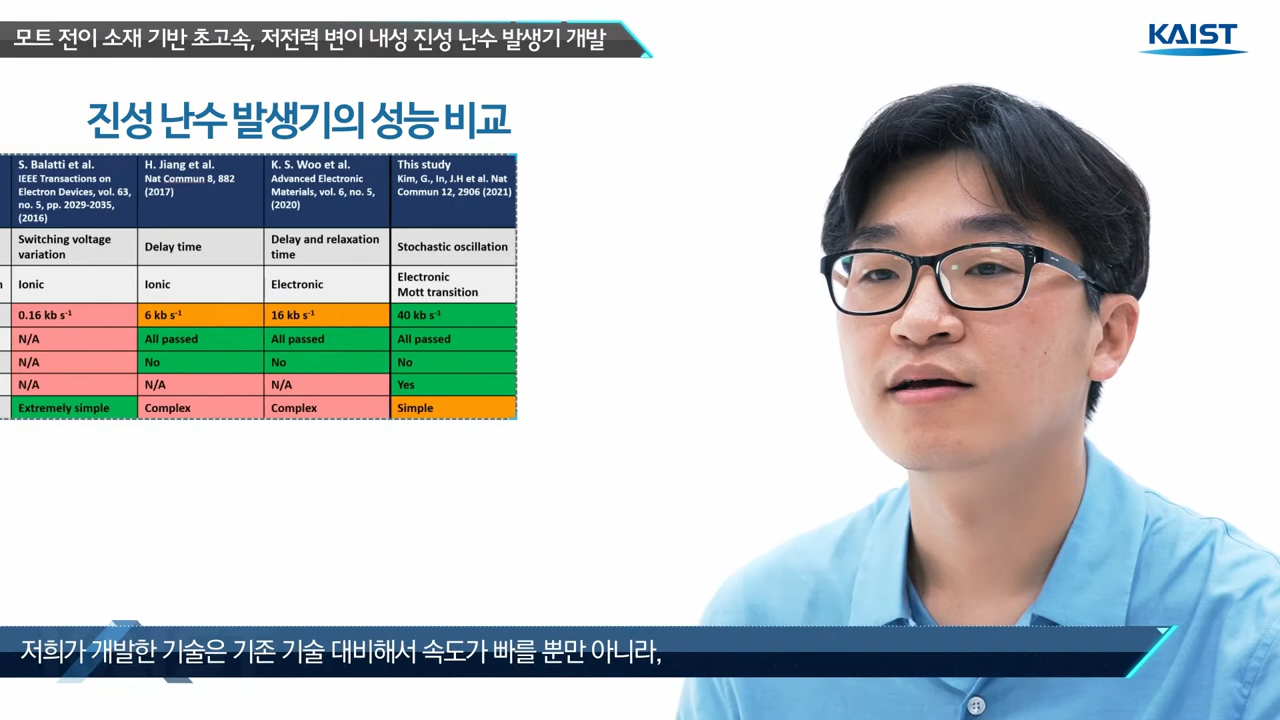 모트 전이 소재 기반 초고속, 저전력 변이 내성 진성 난수 발생기 개발
KAIST
진성 난수 발생기의 성능 비교
S. Balatti et al.
IEEE Transactions on
Electron Devices, vol. 63,
no. 5, pp. 2029-2035,
(2016)
H. Jiang et al.
Nat Commun 8, 882
(2017)
K. S. Woo et al.
Advanced Electronic
Materials, vol. 6, no. 5,
(2020)
This study
Kim, G., In, J.H et al. Nat
Commun 12, 2906 (2021)
Switching voltage
variation
Delay time
Delay and relaxation
time
Stochastic oscillation
Ionic
Ionic
Electronic
Electronic
Mott transition
0.16 kb s⁻¹
6 kb s⁻¹
16 kb s⁻¹
40 kb s⁻¹
N/A
All passed
All passed
All passed
N/A
No
No
No
N/A
N/A
N/A
Yes
Extremely simple
Complex
Complex
Simple
저희가 개발한 기술은 기존 기술 대비해서 속도가 빠를 뿐만 아니라,